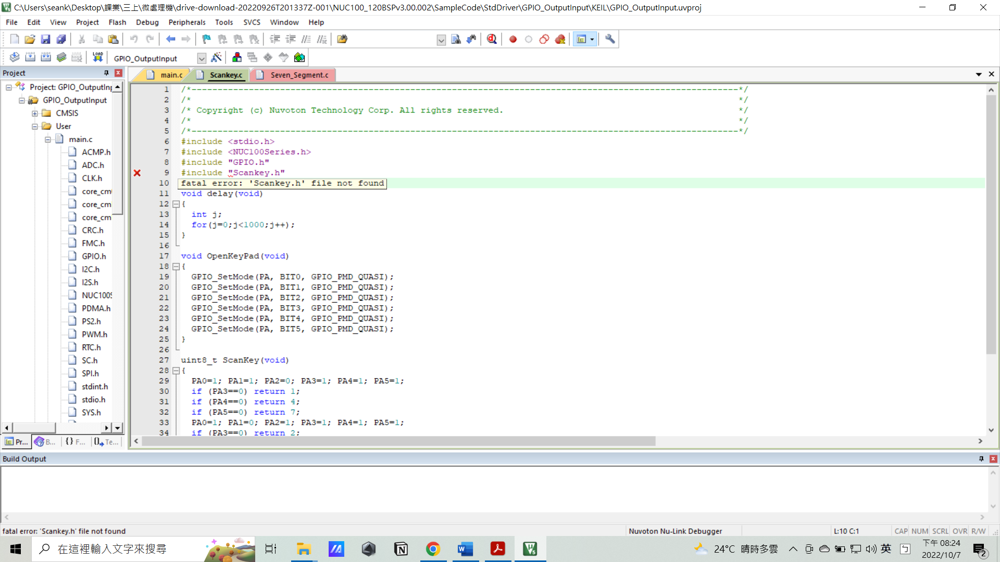 C:\Users\seank\Desktop\課業\三上\微處理機\drive-download-20220926T201337Z-001\NUC100_120BSPv3.00.002\SampleCode\StdDriver\GPIO_OutputInput\KEIL\GPIO_OutputInput.uvproj
File Edit View Project Flash Debug Peripherals Tools SVCS Window Help
LOAD GPIO_OutputInput
Project
Project: GPIO_OutputInp
GPIO_OutputInput
CMSIS
User
main.c
ACMP.h
ADC.h
CLK.h
core_cm
core_cm
core_cm
CRC.h
FMC.h
GPIO.h
I2C.h
I2S.h
NUC100S
PDMA.h
PS2.h
PWM.h
RTC.h
SC.h
SPI.h
stdint.h
stdio.h
SYS.h
Pr... B... {} F... Te...
main.c Scankey.c Seven_Segment.c
1 /*---------------------------------------------------------------------------------------------------------*/
2 /* */
3 /* Copyright (c) Nuvoton Technology Corp. All rights reserved. */
4 /* */
5 /*---------------------------------------------------------------------------------------------------------*/
6 #include <stdio.h>
7 #include <NUC100Series.h>
8 #include "GPIO.h"
9 #include "Scankey.h"
10 fatal error: 'Scankey.h' file not found
11 void delay(void)
12 {
13 int j;
14 for(j=0;j<1000;j++);
15 }
16
17 void OpenKeyPad(void)
18 {
19 GPIO_SetMode(PA, BIT0, GPIO_PMD_QUASI);
20 GPIO_SetMode(PA, BIT1, GPIO_PMD_QUASI);
21 GPIO_SetMode(PA, BIT2, GPIO_PMD_QUASI);
22 GPIO_SetMode(PA, BIT3, GPIO_PMD_QUASI);
23 GPIO_SetMode(PA, BIT4, GPIO_PMD_QUASI);
24 GPIO_SetMode(PA, BIT5, GPIO_PMD_QUASI);
25 }
26
27 uint8_t ScanKey(void)
28 {
29 PA0=1; PA1=1; PA2=0; PA3=1; PA4=1; PA5=1;
30 if (PA3==0) return 1;
31 if (PA4==0) return 4;
32 if (PA5==0) return 7;
33 PA0=1; PA1=0; PA2=1; PA3=1; PA4=1; PA5=1;
34 if (PA3==0) return 2;
Build Output
fatal error: 'Scankey.h' file not found
Nuvoton Nu-Link Debugger
L:10 C:1
CAP NUM SCRL OVR R/W
在這裡輸入文字來搜尋
24°C 晴時多雲
英
下午 08:24
2022/10/7
2